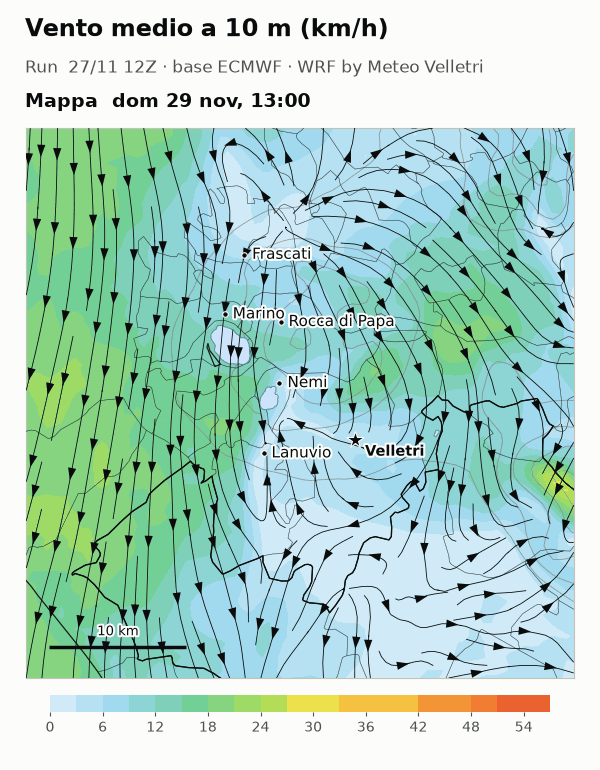 Vento medio a 10 m (km/h)
Run  27/11 12Z · base ECMWF · WRF by Meteo Velletri
Mappa  dom 29 nov, 13:00
Frascati
Marino
Rocca di Papa
Nemi
Velletri
Lanuvio
10 km
0 6 12 18 24 30 36 42 48 54